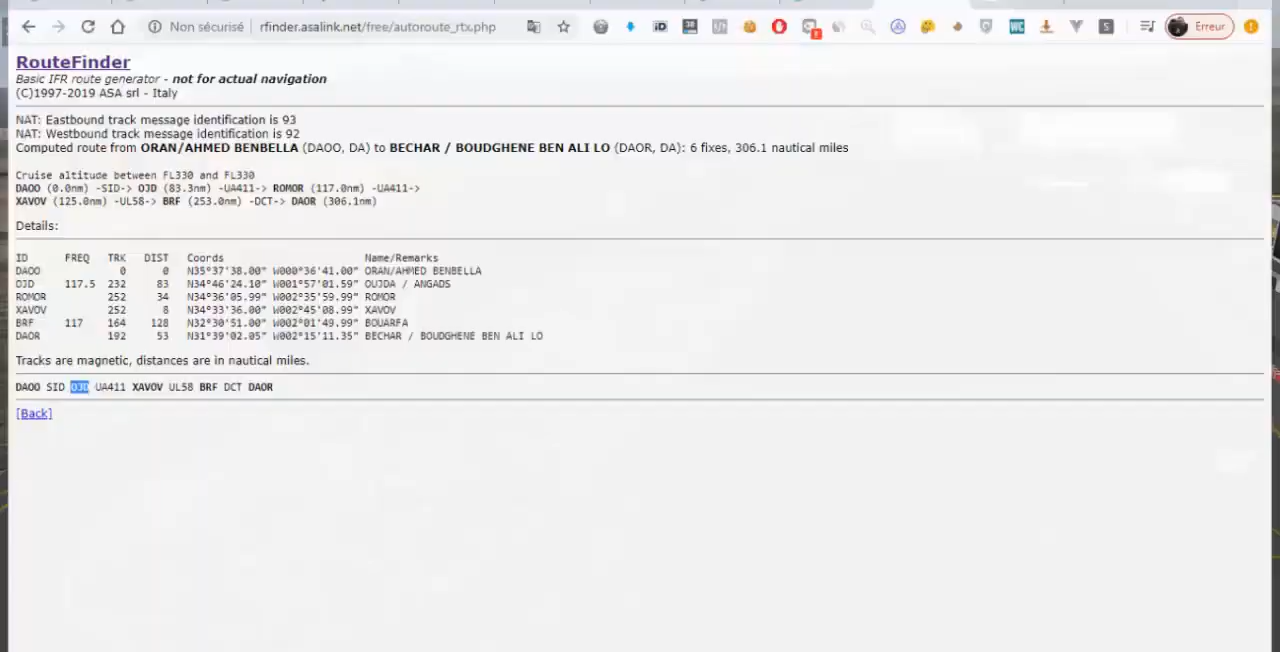 Non sécurisé rfinder.asalink.net/free/autoroute_rtx.php Erreur
RouteFinder
Basic IFR route generator - not for actual navigation
(C)1997-2019 ASA srl - Italy
NAT: Eastbound track message identification is 93
NAT: Westbound track message identification is 92
Computed route from ORAN/AHMED BENBELLA (DAOO, DA) to BECHAR / BOUDGHENE BEN ALI LO (DAOR, DA): 6 fixes, 306.1 nautical miles
Cruise altitude between FL330 and FL330
DAOO (0.0nm) -SID-> OJD (83.3nm) -UA411-> ROMOR (117.0nm) -UA411->
XAVOV (125.0nm) -UL58-> BRF (253.0nm) -DCT-> DAOR (306.1nm)
Details:
ID FREQ TRK DIST Coords Name/Remarks
DAOO 0 0 N35°37'38.00" W000°36'41.00" ORAN/AHMED BENBELLA
OJD 117.5 232 83 N34°46'24.10" W001°57'01.59" OUJDA / ANGADS
ROMOR 252 34 N34°36'05.99" W002°35'59.99" ROMOR
XAVOV 252 8 N34°33'36.00" W002°45'08.99" XAVOV
BRF 117 164 128 N32°30'51.00" W002°01'49.99" BOUARFA
DAOR 192 53 N31°39'02.05" W002°15'11.35" BECHAR / BOUDGHENE BEN ALI LO
Tracks are magnetic, distances are in nautical miles.
DAOO SID OJD UA411 XAVOV UL58 BRF DCT DAOR
[Back]